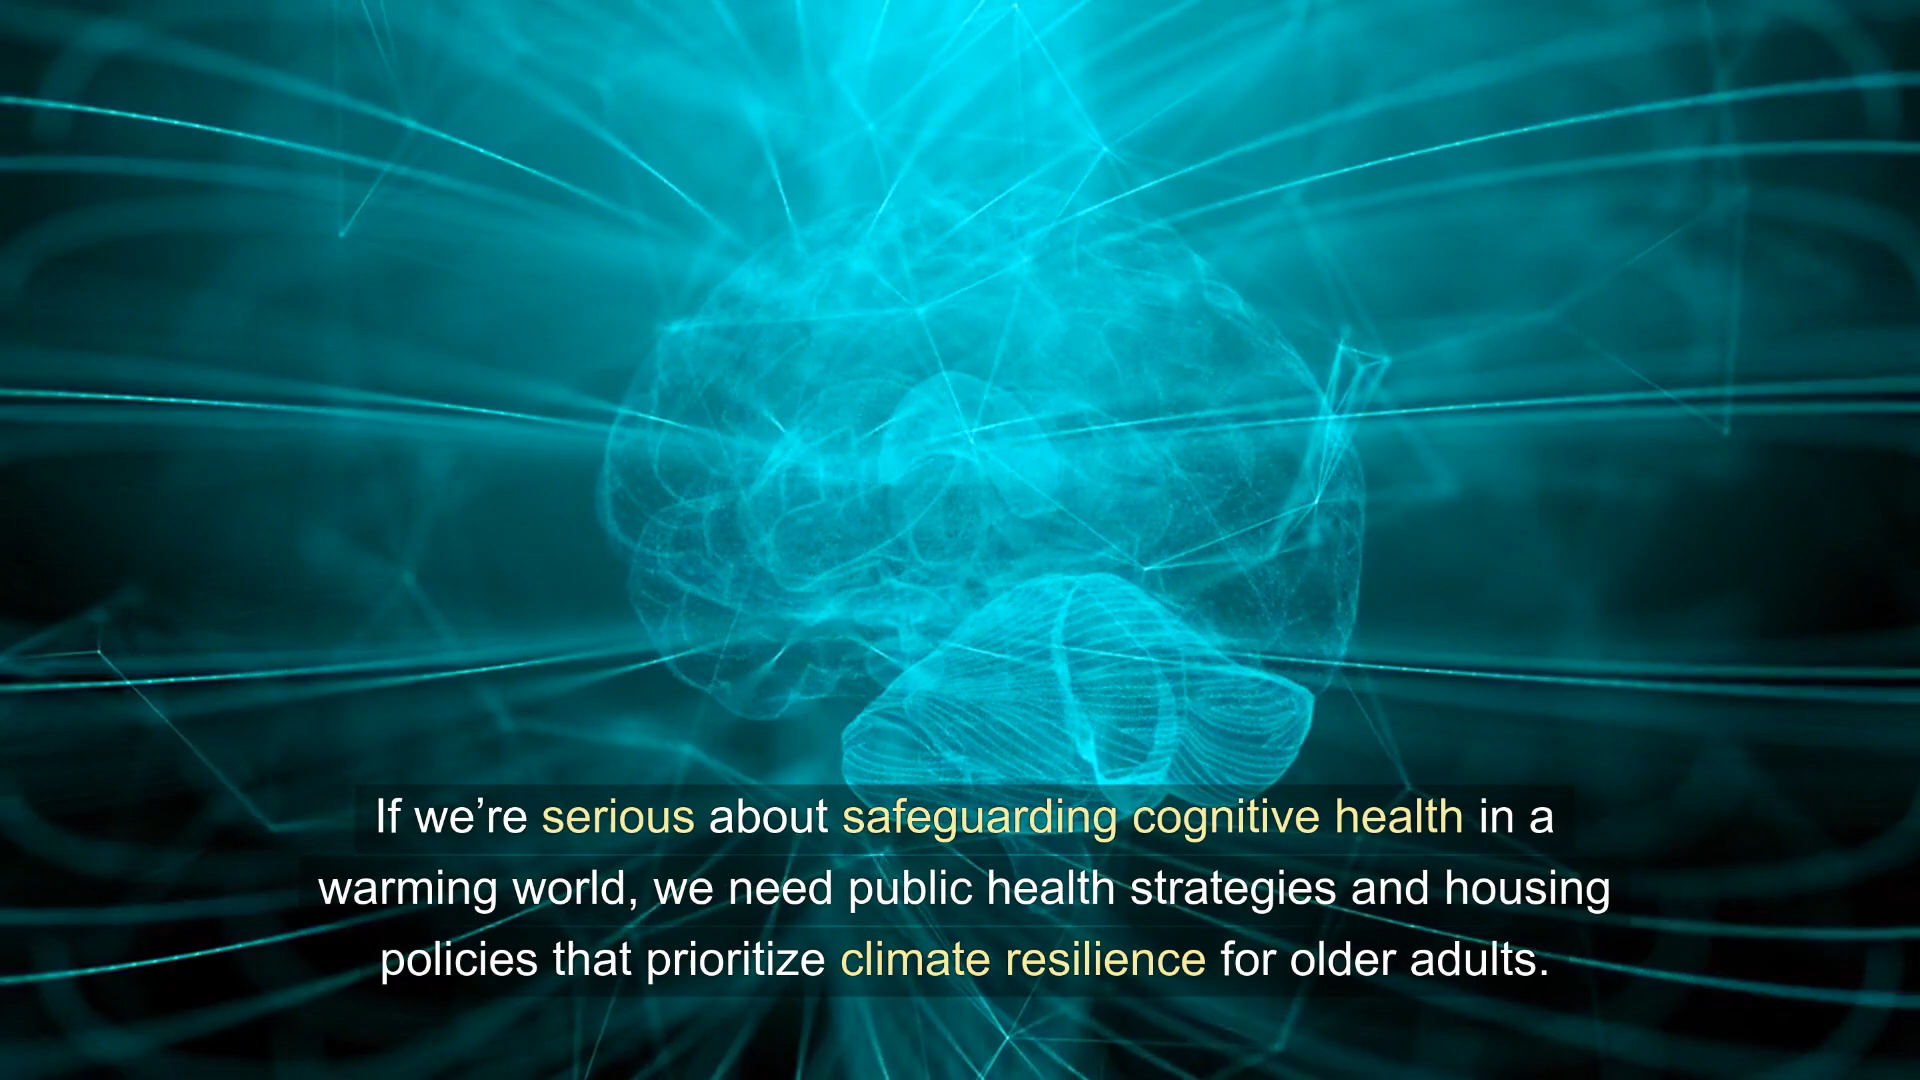 If we’re serious about safeguarding cognitive health in a
warming world, we need public health strategies and housing
policies that prioritize climate resilience for older adults.